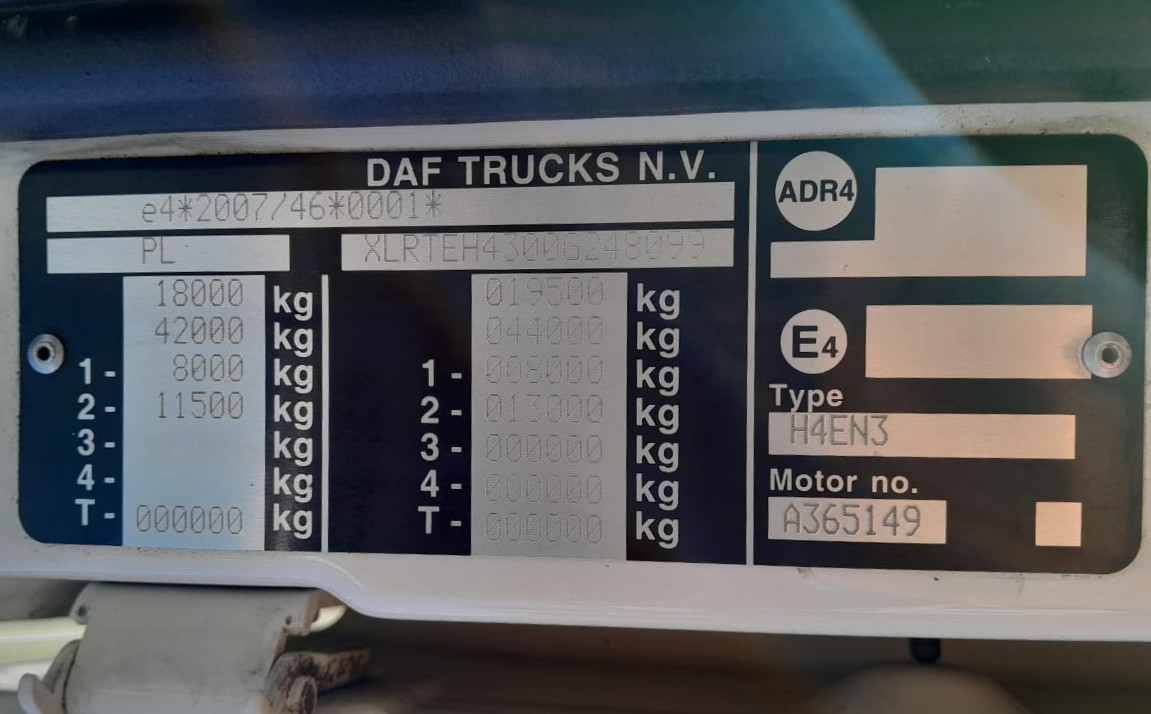 DAF TRUCKS N.V.
e4*2007/46*0001*
PL XLRTEH4300G248099
18000 kg 019500 kg
42000 kg 044000 kg
1 - 8000 kg 1 - 008000 kg
2 - 11500 kg 2 - 013000 kg
3 - kg 3 - 000000 kg
4 - kg 4 - 000000 kg
T - 000000 kg T - 000000 kg
ADR4
E4
Type
H4EN3
Motor no.
A365149